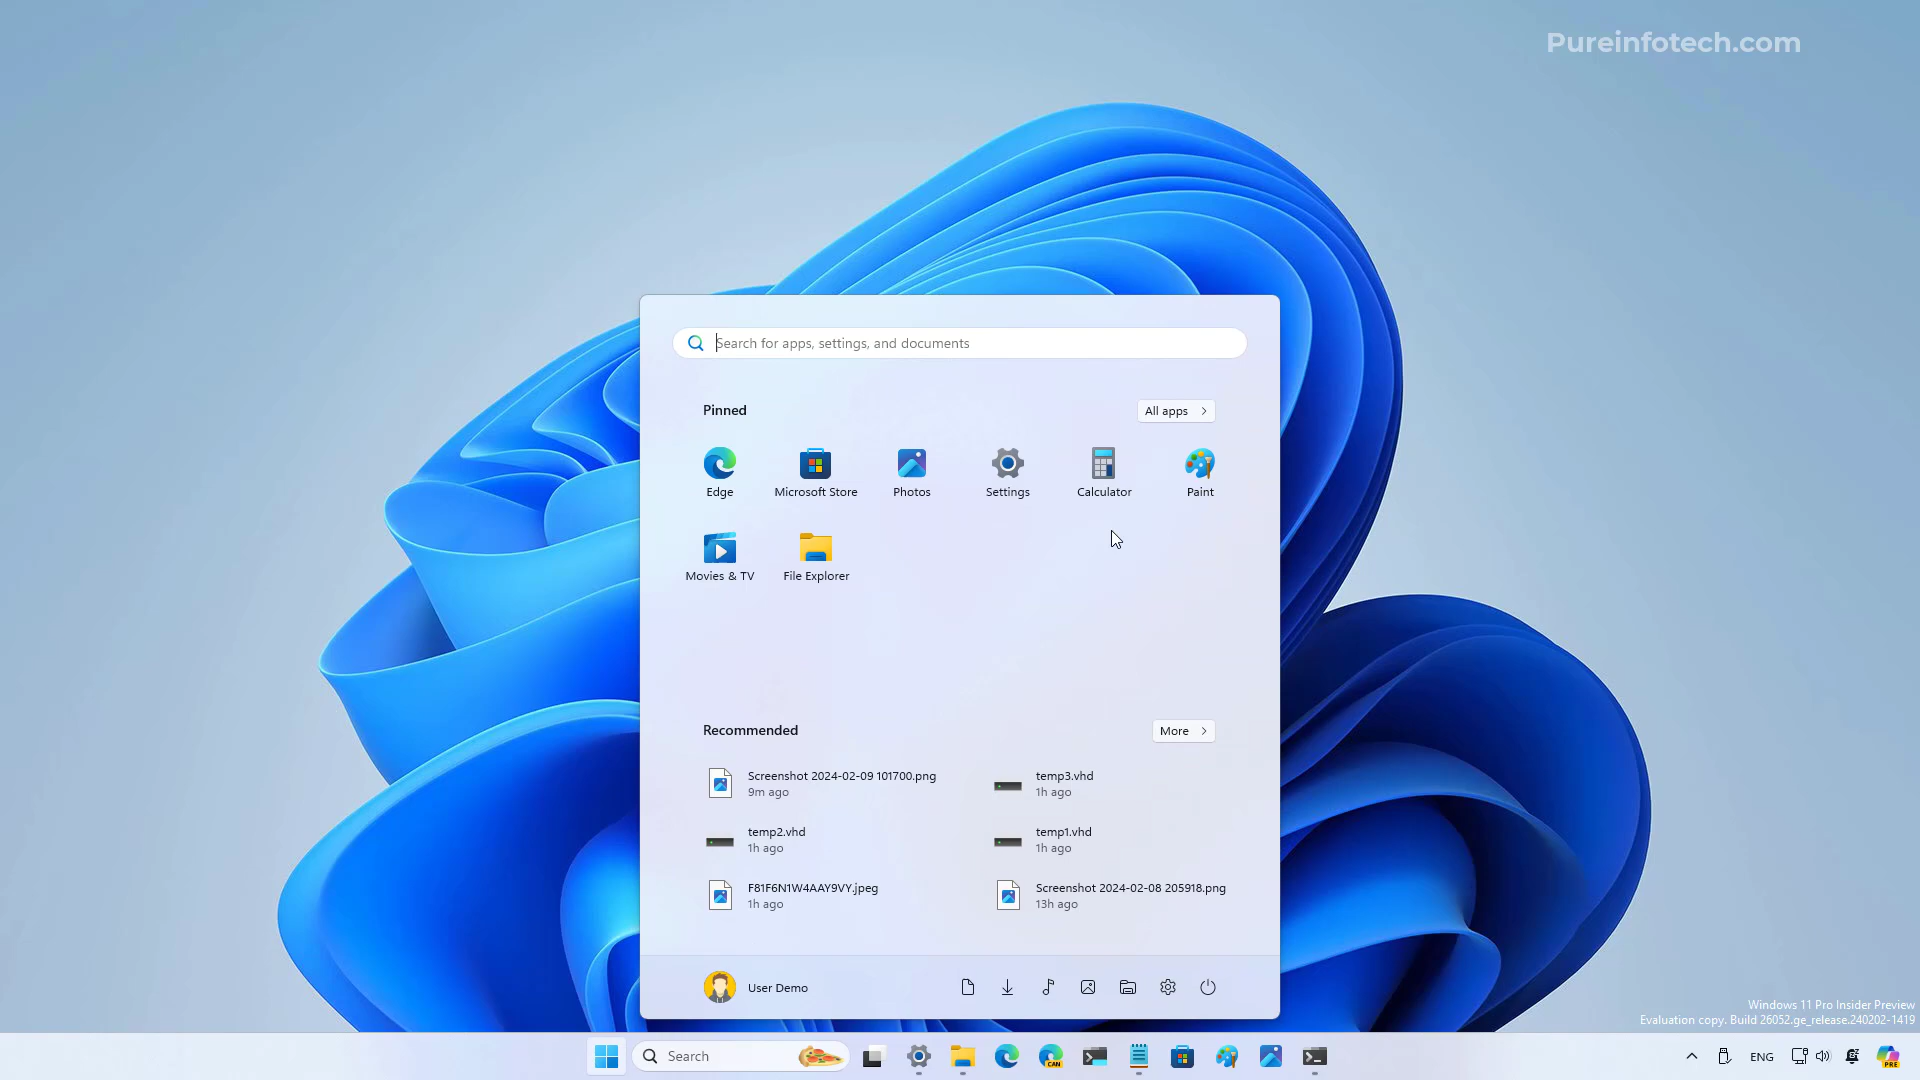 Pureinfotech.com
Search for apps, settings, and documents
Pinned
All apps
Edge
Microsoft Store
Photos
Settings
Calculator
Paint
Movies & TV
File Explorer
Recommended
More
Screenshot 2024-02-09 101700.png
9m ago
temp3.vhd
1h ago
temp2.vhd
1h ago
temp1.vhd
1h ago
F81F6N1W4AAY9VY.jpeg
1h ago
Screenshot 2024-02-08 205918.png
13h ago
User Demo
Windows 11 Pro Insider Preview
Evaluation copy. Build 26052.ge_release.240202-1419
Search
CAN
ENG
PRE